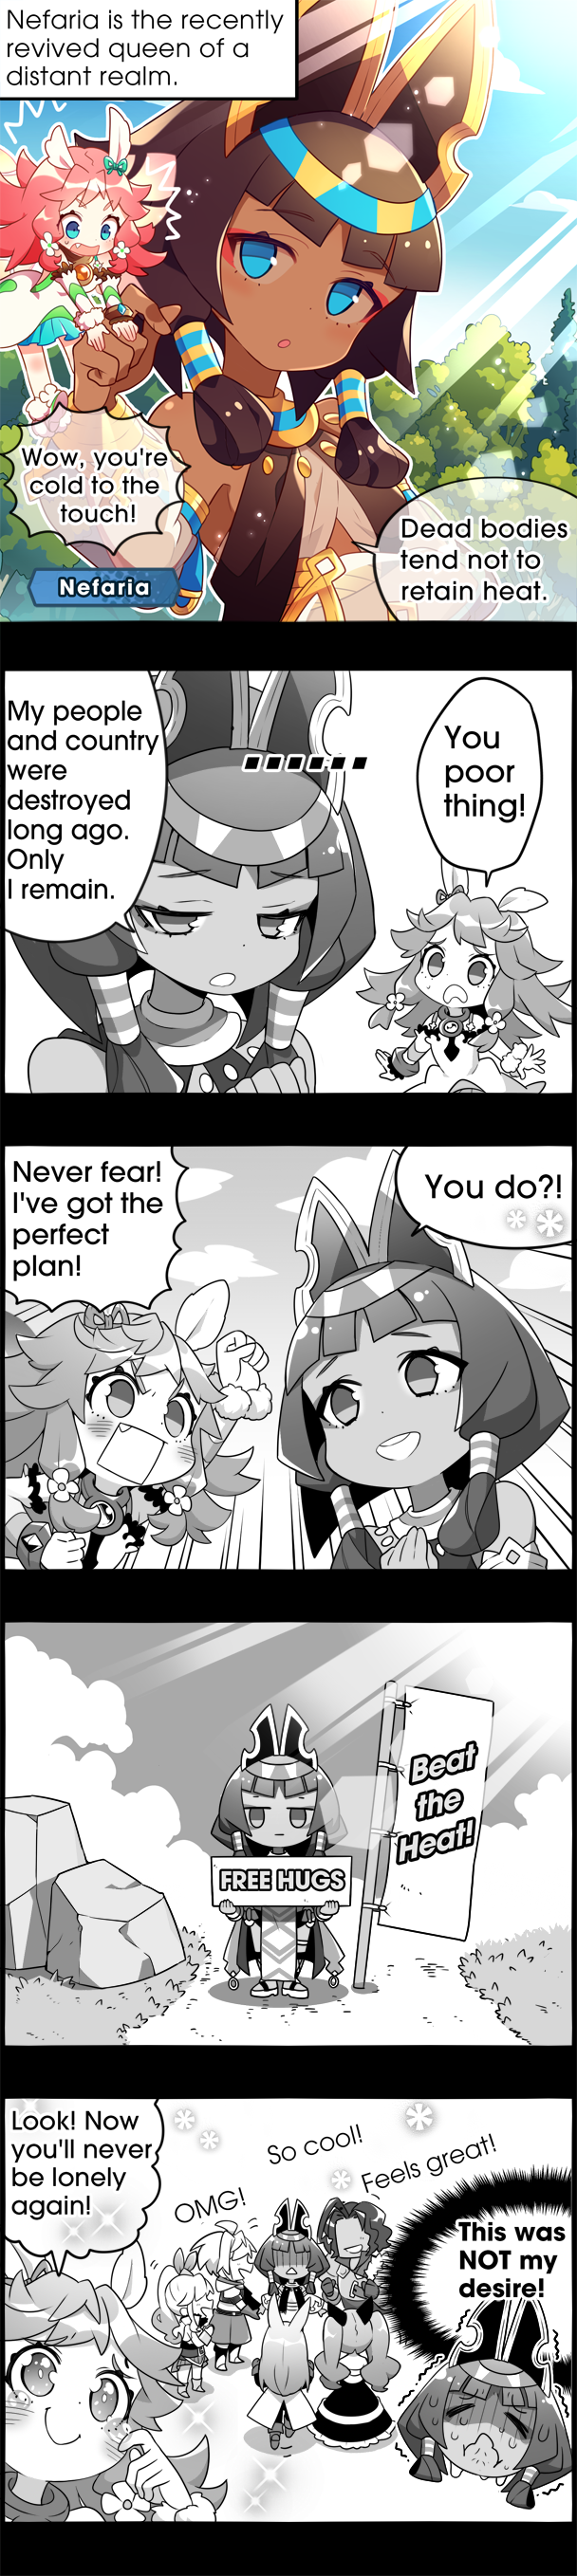 Nefaria is the recently
revived queen of a
distant realm.
Wow, you're
cold to the
touch!
Nefaria
Dead bodies
tend not to
retain heat.
My people
and country
were
destroyed
long ago.
Only
I remain.
......
You
poor
thing!
Never fear!
I've got the
perfect
plan!
You do?!
Beat
the
Heat!
FREE HUGS
Look! Now
you'll never
be lonely
again!
OMG!
So cool!
Feels great!
This was
NOT my
desire!